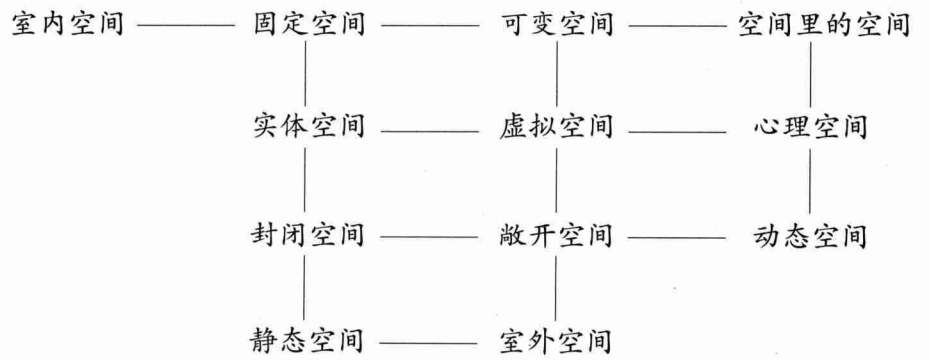 室内空间 固定空间 可变空间 空间里的空间
实体空间 虚拟空间 心理空间
封闭空间 敞开空间 动态空间
静态空间 室外空间